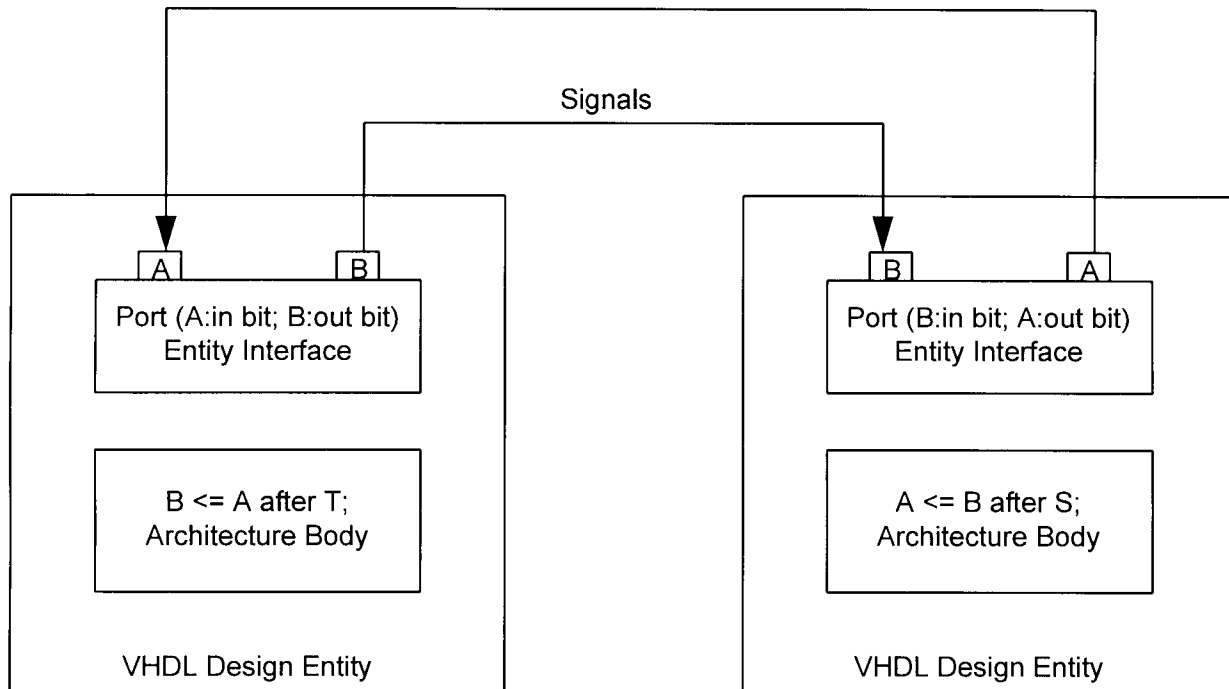 Signals
A
B
Port (A:in bit; B:out bit)
Entity Interface
B <= A after T;
Architecture Body
VHDL Design Entity
B
A
Port (B:in bit; A:out bit)
Entity Interface
A <= B after S;
Architecture Body
VHDL Design Entity